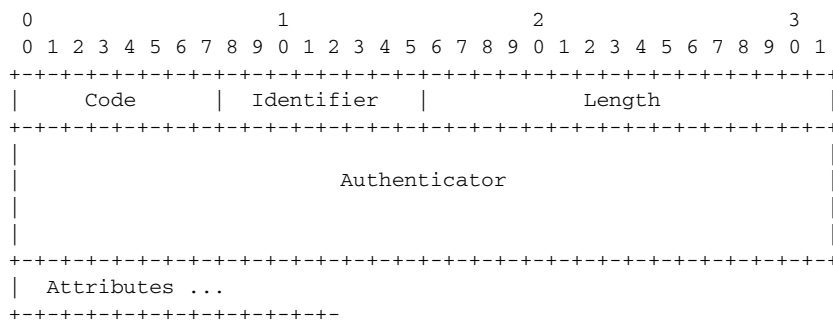 0                   1                   2                   3
 0 1 2 3 4 5 6 7 8 9 0 1 2 3 4 5 6 7 8 9 0 1 2 3 4 5 6 7 8 9 0 1
+-+-+-+-+-+-+-+-+-+-+-+-+-+-+-+-+-+-+-+-+-+-+-+-+-+-+-+-+-+-+-+-+
|     Code      |  Identifier   |            Length             |
+-+-+-+-+-+-+-+-+-+-+-+-+-+-+-+-+-+-+-+-+-+-+-+-+-+-+-+-+-+-+-+-+
|                                                               |
|                         Authenticator                         |
|                                                               |
|                                                               |
+-+-+-+-+-+-+-+-+-+-+-+-+-+-+-+-+-+-+-+-+-+-+-+-+-+-+-+-+-+-+-+-+
|  Attributes ...
+-+-+-+-+-+-+-+-+-+-+-+-+-